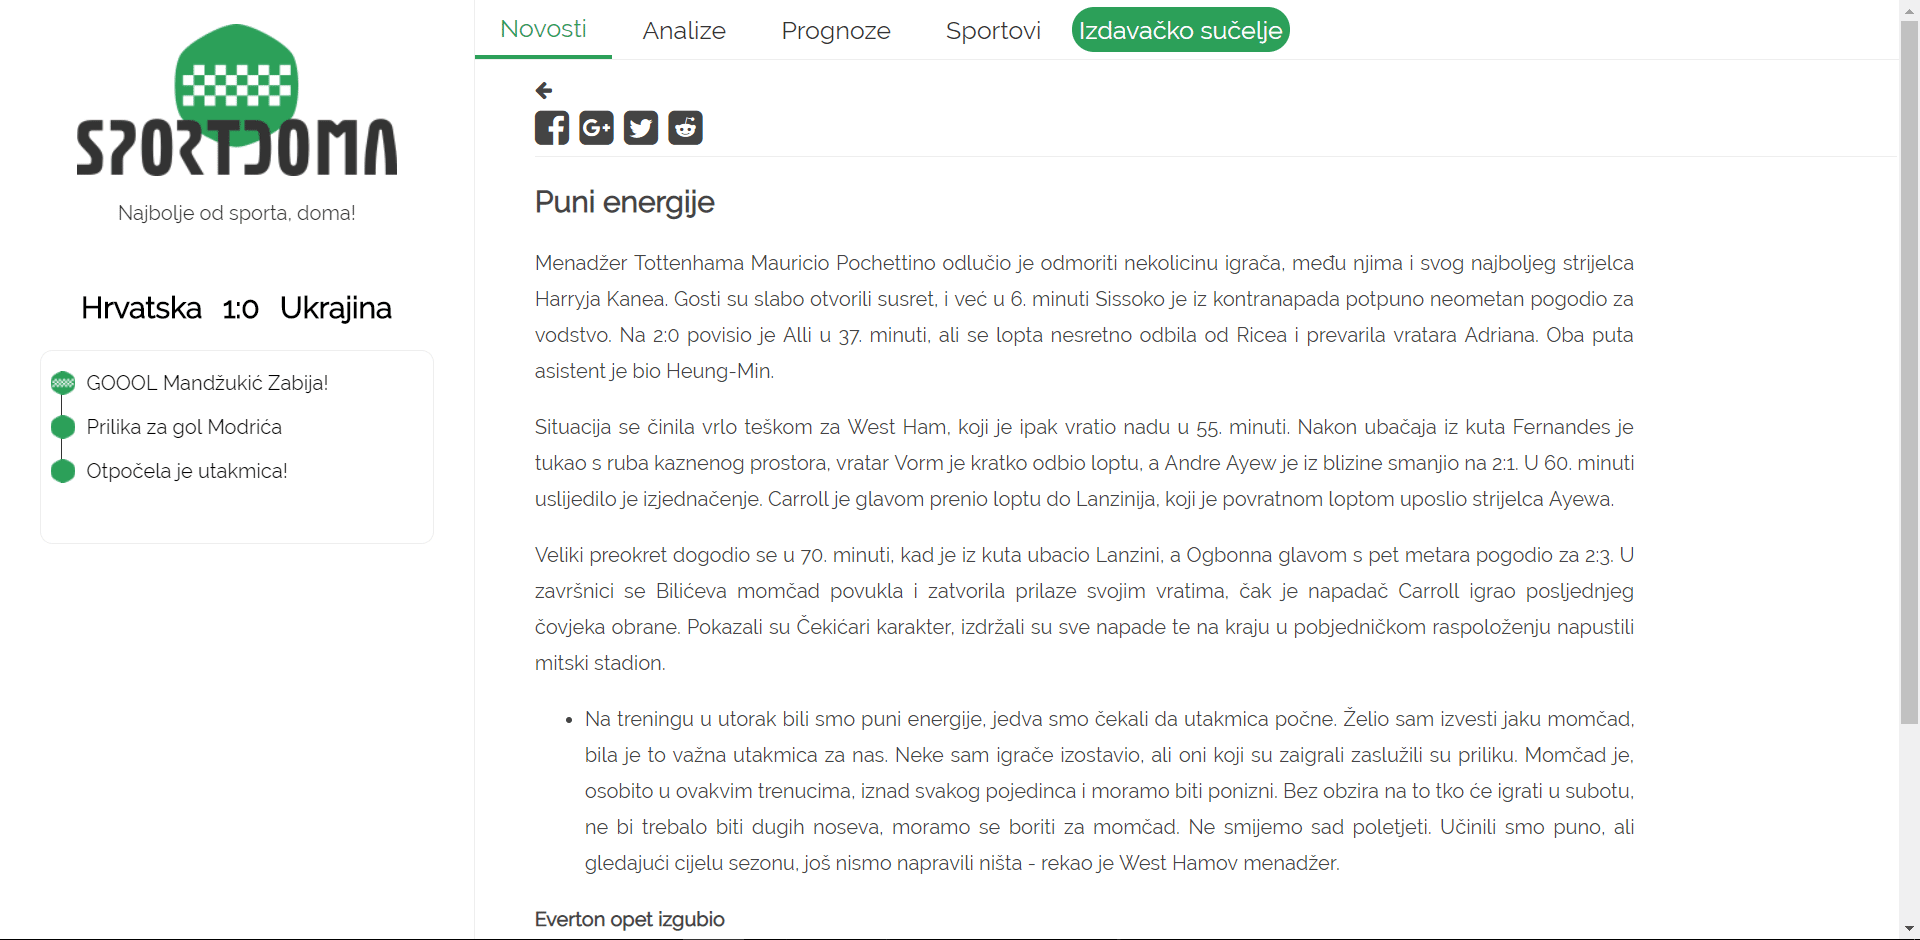 SPORTDOMA
Najbolje od sporta, doma!
Hrvatska 1:0 Ukrajina
GOOOL Mandžukić Zabija!
Prilika za gol Modrića
Otpočela je utakmica!
Novosti Analize Prognoze Sportovi Izdavačko sučelje
Puni energije
Menadžer Tottenhama Mauricio Pochettino odlučio je odmoriti nekolicinu igrača, među njima i svog najboljeg strijelca
Harryja Kanea. Gosti su slabo otvorili susret, i već u 6. minuti Sissoko je iz kontranapada potpuno neometan pogodio za
vodstvo. Na 2:0 povisio je Alli u 37. minuti, ali se lopta nesretno odbila od Ricea i prevarila vratara Adriana. Oba puta
asistent je bio Heung-Min.
Situacija se činila vrlo teškom za West Ham, koji je ipak vratio nadu u 55. minuti. Nakon ubačaja iz kuta Fernandes je
tukao s ruba kaznenog prostora, vratar Vorm je kratko odbio loptu, a Andre Ayew je iz blizine smanjio na 2:1. U 60. minuti
uslijedilo je izjednačenje. Carroll je glavom prenio loptu do Lanzinija, koji je povratnom loptom uposlio strijelca Ayewa.
Veliki preokret dogodio se u 70. minuti, kad je iz kuta ubacio Lanzini, a Ogbonna glavom s pet metara pogodio za 2:3. U
završnici se Bilićeva momčad povukla i zatvorila prilaze svojim vratima, čak je napadač Carroll igrao posljednjeg
čovjeka obrane. Pokazali su Čekićari karakter, izdržali su sve napade te na kraju u pobjedničkom raspoloženju napustili
mitski stadion.
• Na treningu u utorak bili smo puni energije, jedva smo čekali da utakmica počne. Želio sam izvesti jaku momčad,
bila je to važna utakmica za nas. Neke sam igrače izostavio, ali oni koji su zaigrali zaslužili su priliku. Momčad je,
osobito u ovakvim trenucima, iznad svakog pojedinca i moramo biti ponizni. Bez obzira na to tko će igrati u subotu,
ne bi trebalo biti dugih noseva, moramo se boriti za momčad. Ne smijemo sad poletjeti. Učinili smo puno, ali
gledajući cijelu sezonu, još nismo napravili ništa - rekao je West Hamov menadžer.
Everton opet izgubio